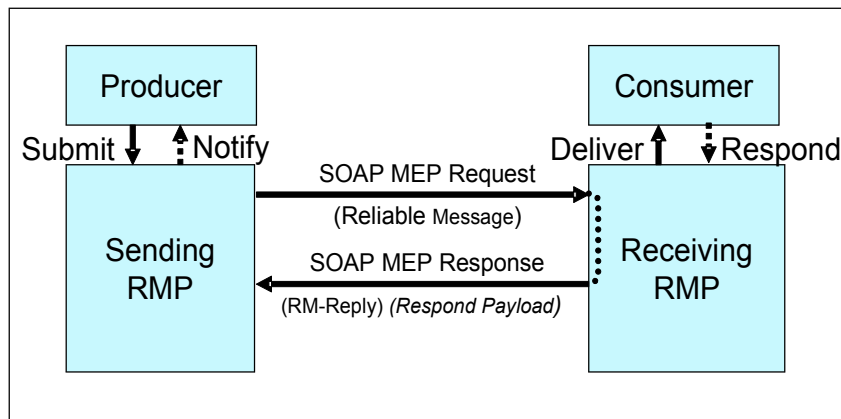 Producer
Consumer
Submit
Notify
Deliver
Respond
SOAP MEP Request
(Reliable Message)
Sending
RMP
Receiving
RMP
SOAP MEP Response
(RM-Reply) (Respond Payload)